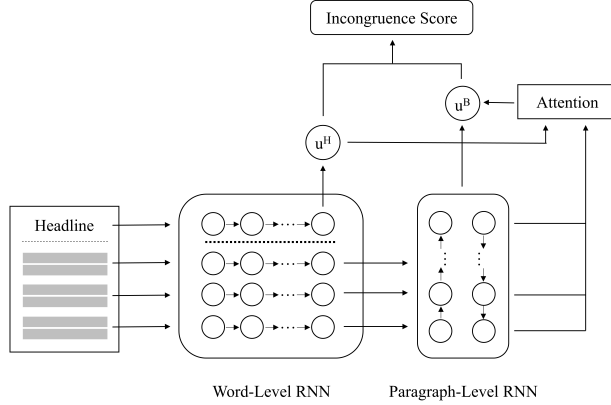 Incongruence Score
u^B
Attention
u^H
Headline
Word-Level RNN
Paragraph-Level RNN